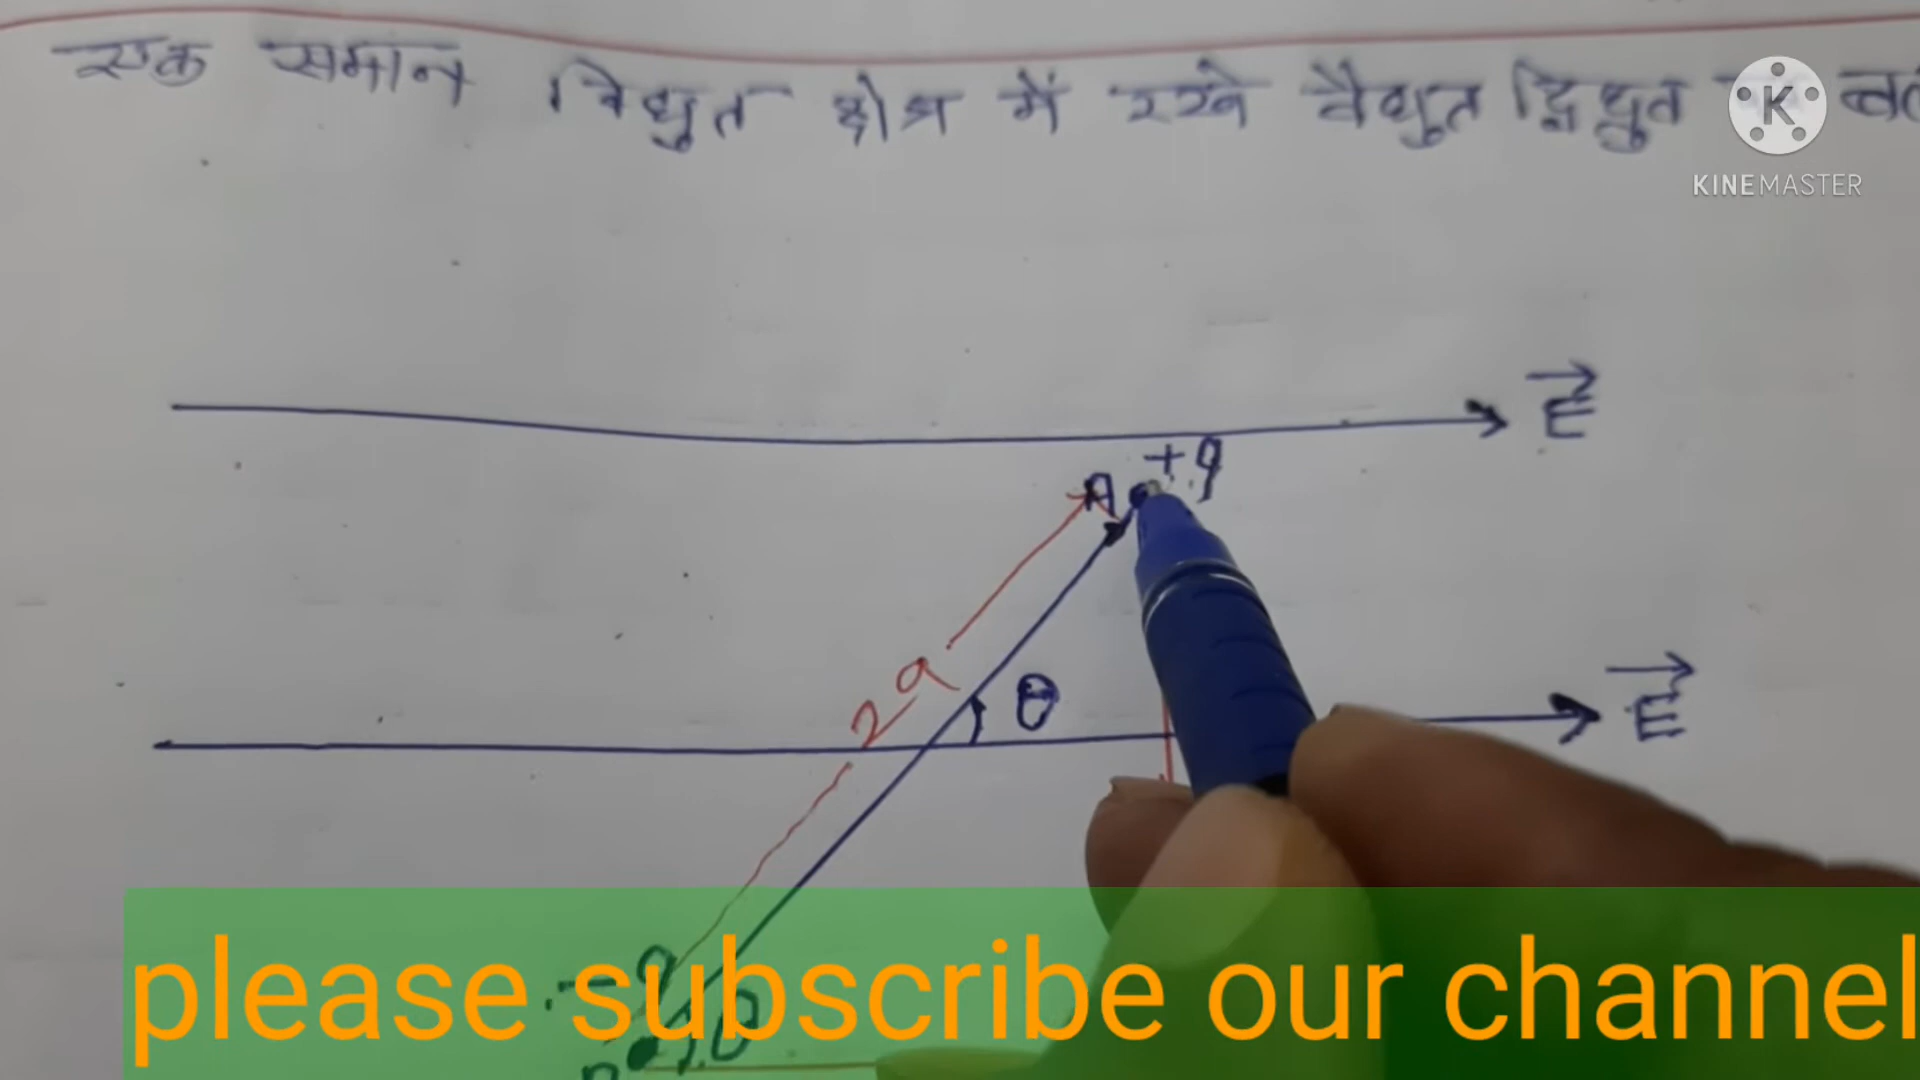 एक समान विद्युत क्षेत्र में रखे वैद्युत द्विध्रुव
KINEMASTER
E
+q
A
2a
θ
E
-q
θ
please subscribe our channel